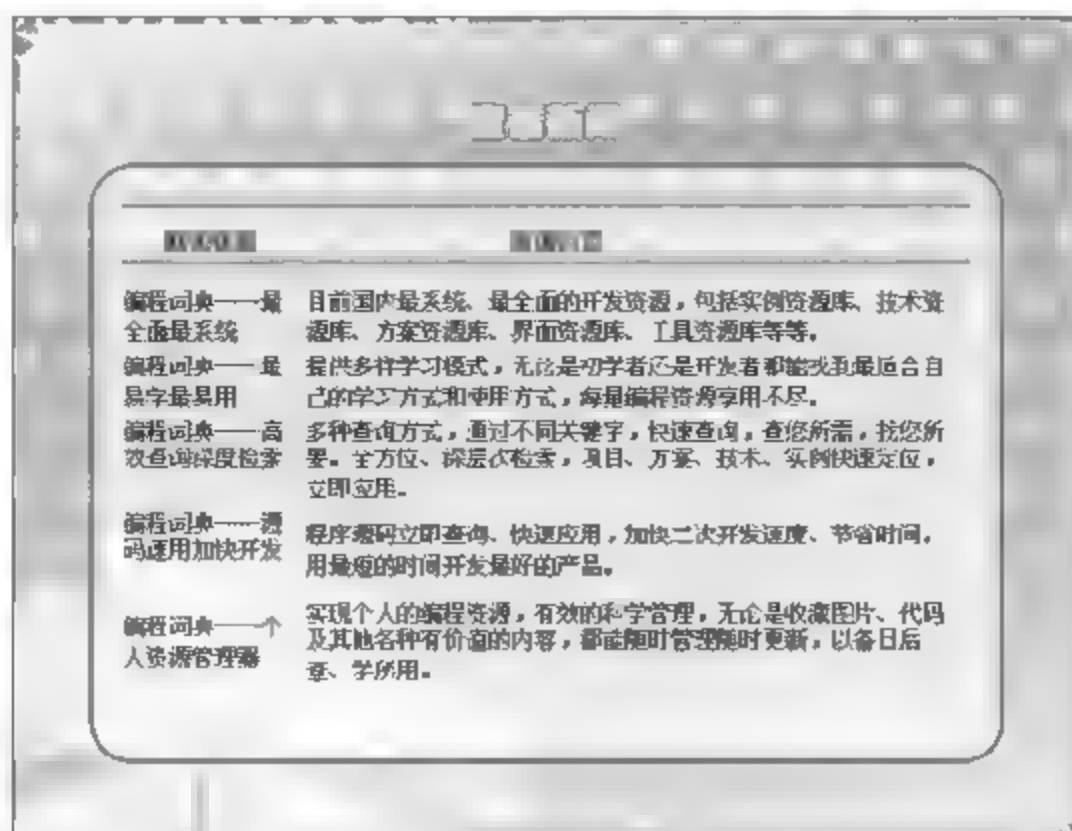 编程词典——最
全面最系统
目前国内最系统、最全面的开发资源，包括实例资源库、技术资
源库、方案资源库、界面资源库、工具资源库等等。
编程词典——最
易学最易用
提供多样学习模式，无论是初学者还是开发者都能找到最适合自
己的学习方式和使用方式，海量编程资源享用不尽。
编程词典——高
效查询深度检索
多种查询方式，通过不同关键字，快速查询，查您所需，找您所
要。全方位、深层次检索，项目、方案、技术、实例快速定位，
立即应用。
编程词典——源
码速用加快开发
程序源码立即查询、快速应用，加快二次开发速度、节省时间，
用最短的时间开发最好的产品。
编程词典——个
人资源管理器
实现个人的编程资源，有效的科学管理，无论是收藏图片、代码
及其他各种有价值的内容，都能随时管理随时更新，以备日后
查、学所用。